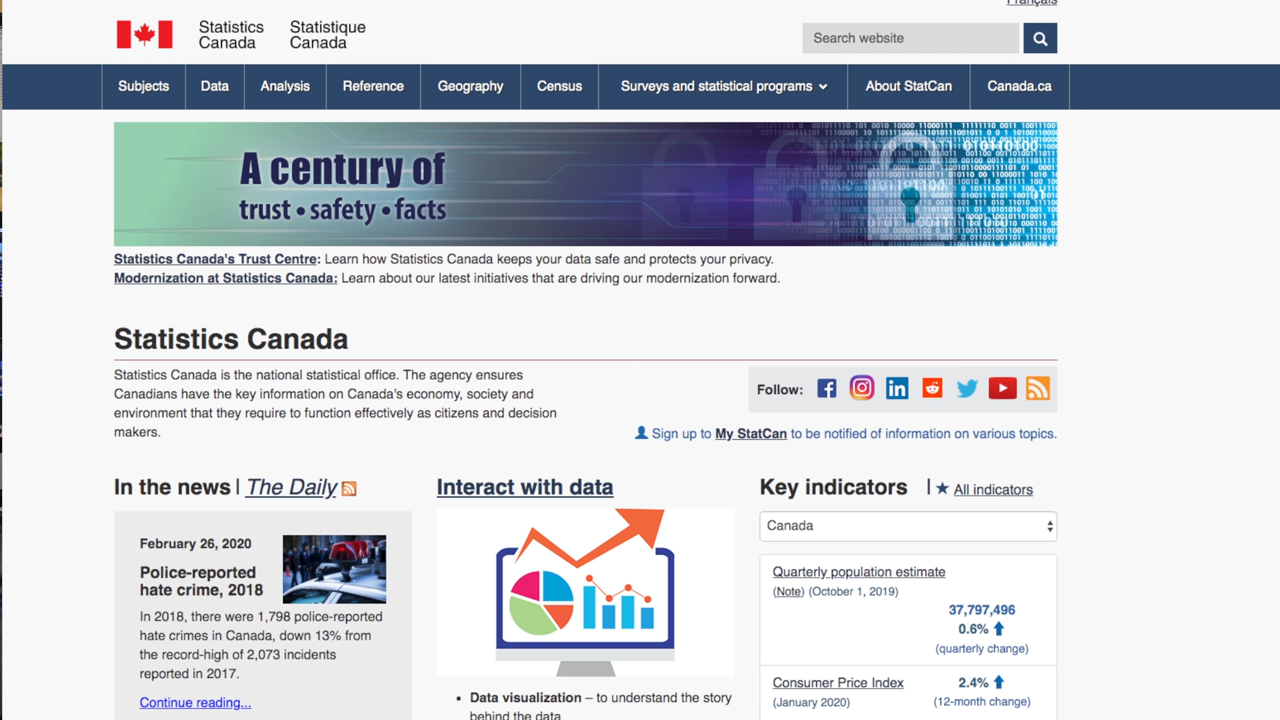 Français
Statistics Canada
Statistique Canada
Search website
Subjects
Data
Analysis
Reference
Geography
Census
Surveys and statistical programs
About StatCan
Canada.ca
A century of
trust • safety • facts
Statistics Canada's Trust Centre: Learn how Statistics Canada keeps your data safe and protects your privacy.
Modernization at Statistics Canada: Learn about our latest initiatives that are driving our modernization forward.
Statistics Canada
Statistics Canada is the national statistical office. The agency ensures
Canadians have the key information on Canada's economy, society and
environment that they require to function effectively as citizens and decision
makers.
Follow:
Sign up to My StatCan to be notified of information on various topics.
In the news | The Daily
February 26, 2020
Police-reported
hate crime, 2018
In 2018, there were 1,798 police-reported
hate crimes in Canada, down 13% from
the record-high of 2,073 incidents
reported in 2017.
Continue reading...
Interact with data
• Data visualization – to understand the story
behind the data
Key indicators | ★ All indicators
Canada
Quarterly population estimate
(Note) (October 1, 2019)
37,797,496
0.6%
(quarterly change)
Consumer Price Index
2.4%
(January 2020)
(12-month change)